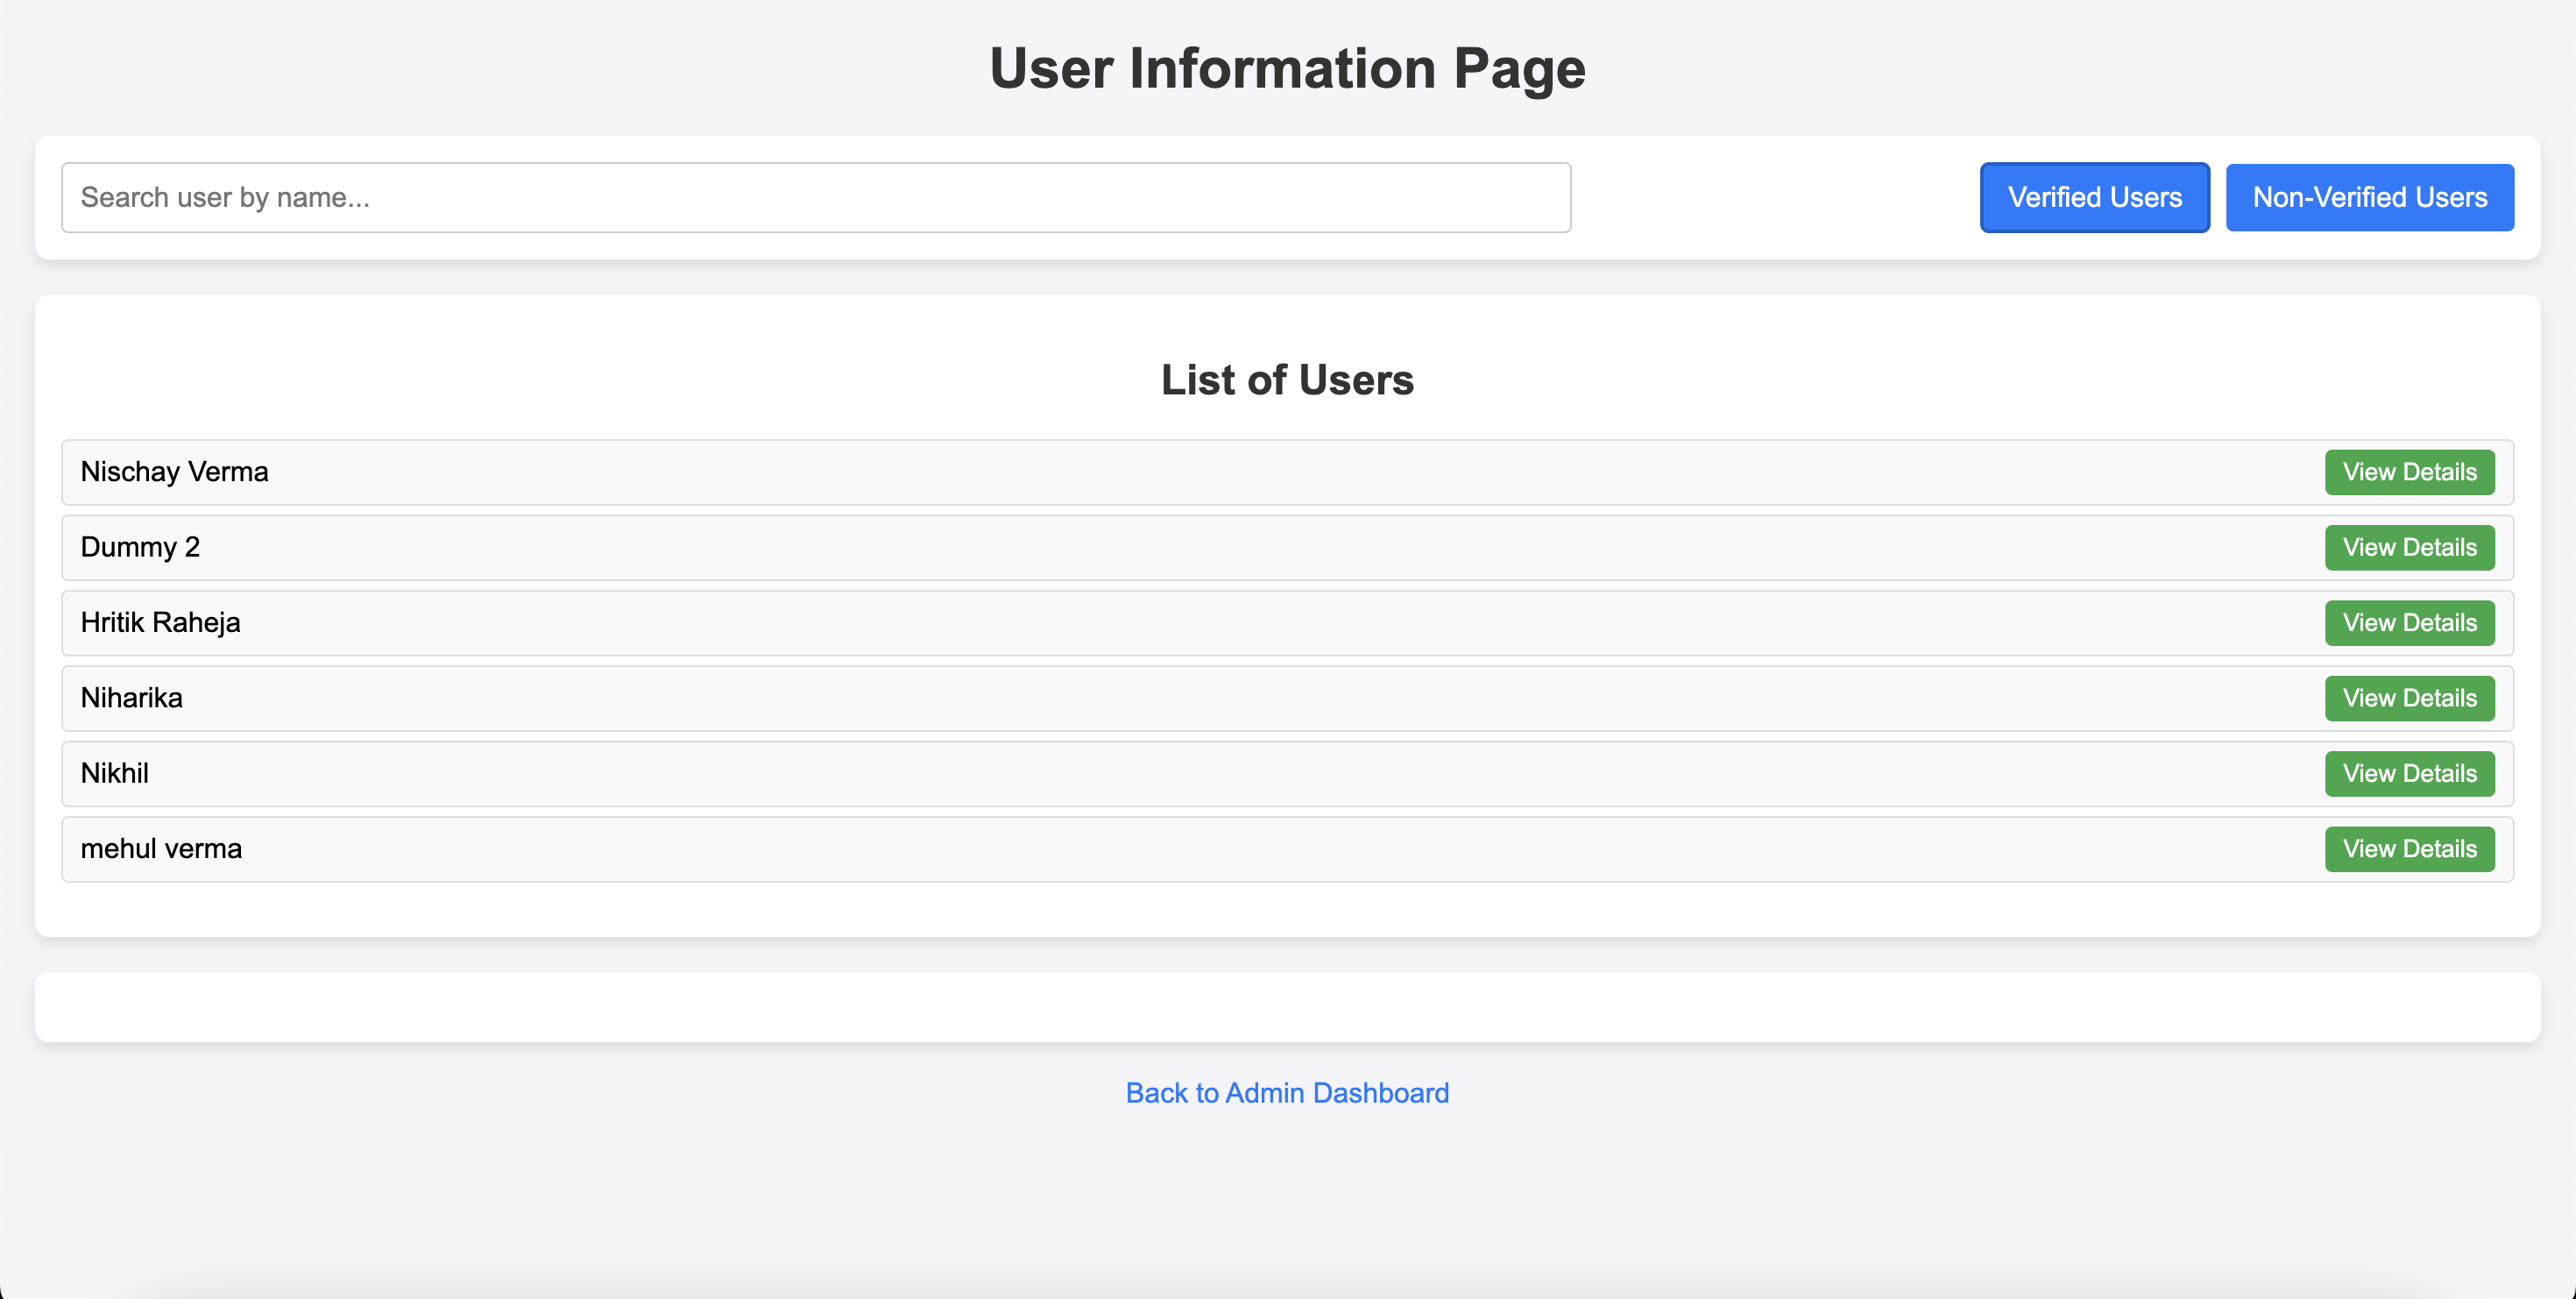 User Information Page
Search user by name...
Verified Users
Non-Verified Users
List of Users
Nischay Verma
View Details
Dummy 2
View Details
Hritik Raheja
View Details
Niharika
View Details
Nikhil
View Details
mehul verma
View Details
Back to Admin Dashboard